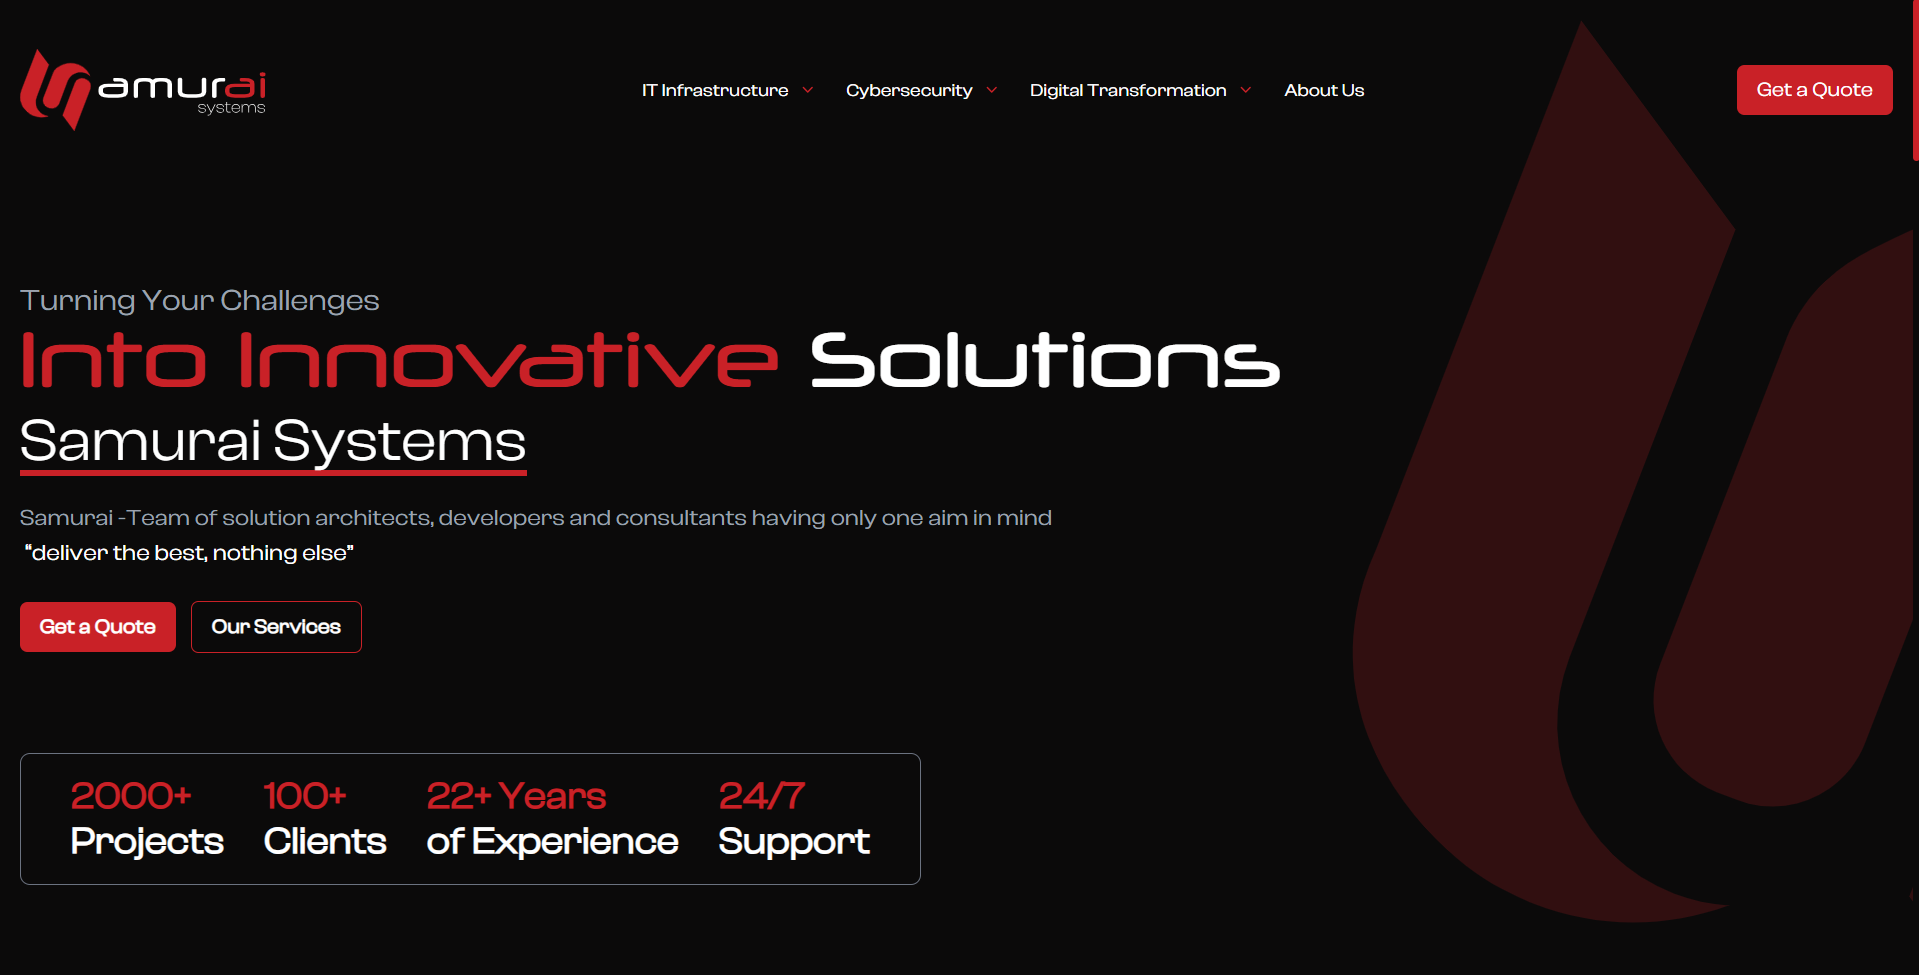 amurai
systems
IT Infrastructure
Cybersecurity
Digital Transformation
About Us
Get a Quote
Turning Your Challenges
Into Innovative Solutions
Samurai Systems
Samurai -Team of solution architects, developers and consultants having only one aim in mind
“deliver the best, nothing else”
Get a Quote
Our Services
2000+
Projects
100+
Clients
22+ Years
of Experience
24/7
Support